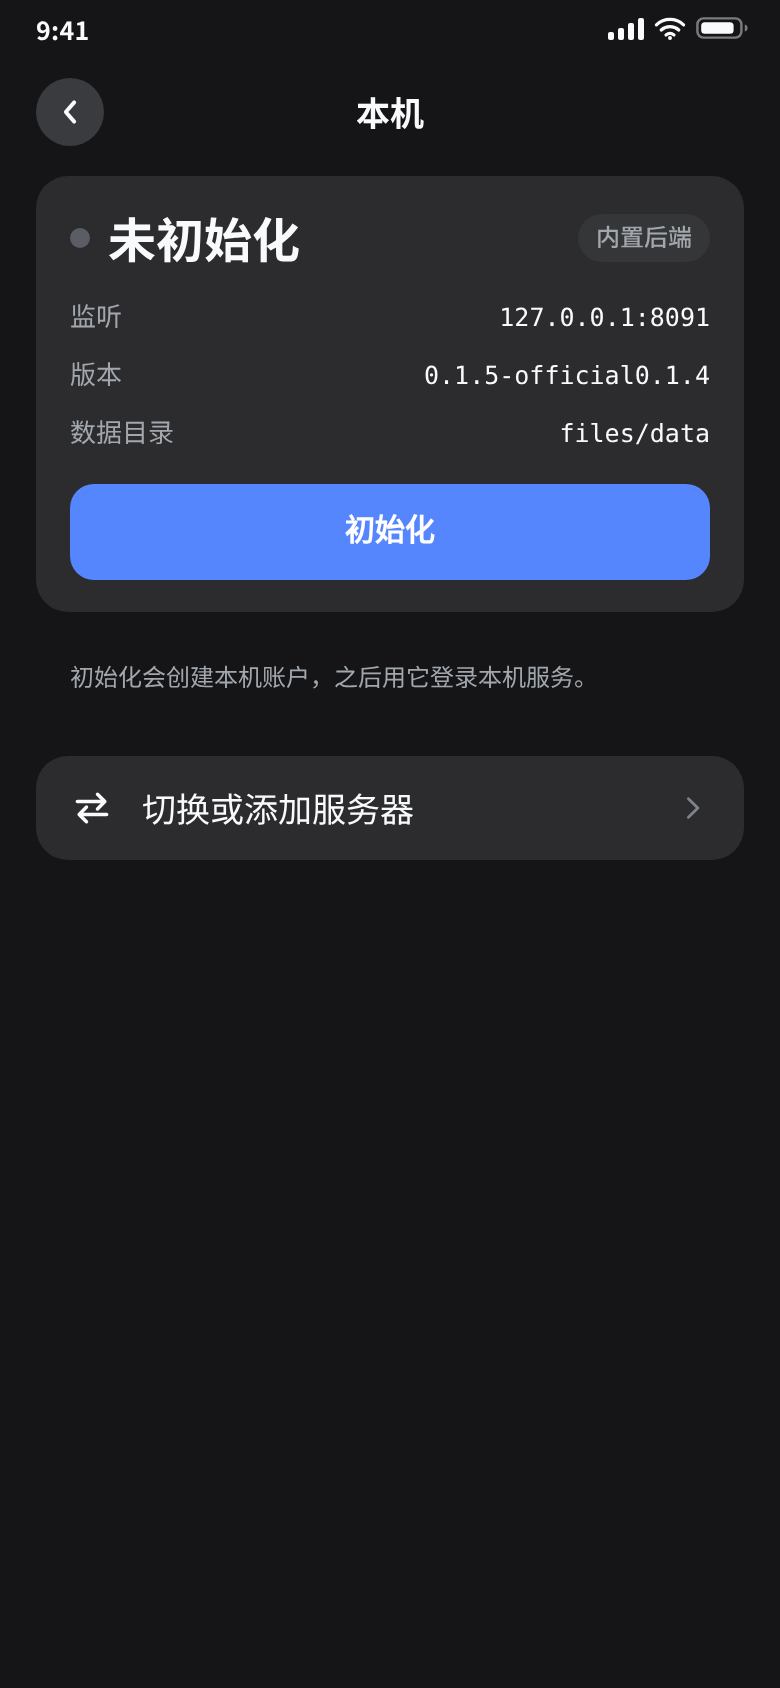 9:41
本机
未初始化
内置后端
监听 127.0.0.1:8091
版本 0.1.5-official0.1.4
数据目录 files/data
初始化
初始化会创建本机账户，之后用它登录本机服务。
切换或添加服务器